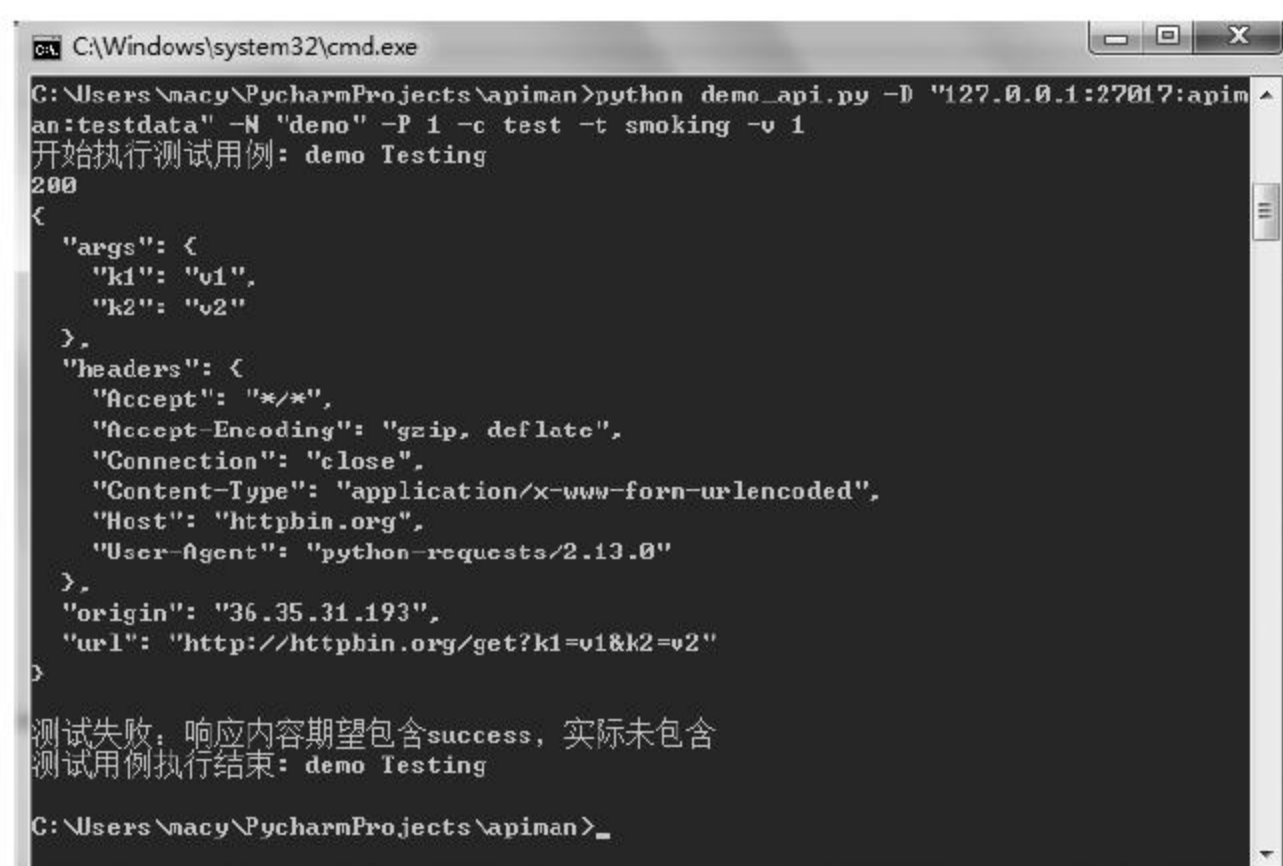 C:\Windows\system32\cmd.exe
C:\Users\macy\PycharmProjects\apiman>python demo_api.py -D "127.0.0.1:27017:apim
an:testdata" -N "demo" -P 1 -c test -t smoking -v 1
开始执行测试用例: demo Testing
200
{
  "args": {
    "k1": "v1",
    "k2": "v2"
  },
  "headers": {
    "Accept": "*/*",
    "Accept-Encoding": "gzip, deflate",
    "Connection": "close",
    "Content-Type": "application/x-www-form-urlencoded",
    "Host": "httpbin.org",
    "User-Agent": "python-requests/2.13.0"
  },
  "origin": "36.35.31.193",
  "url": "http://httpbin.org/get?k1=v1&k2=v2"
}
测试失败：响应内容期望包含success，实际未包含
测试用例执行结束: demo Testing
C:\Users\macy\PycharmProjects\apiman>_